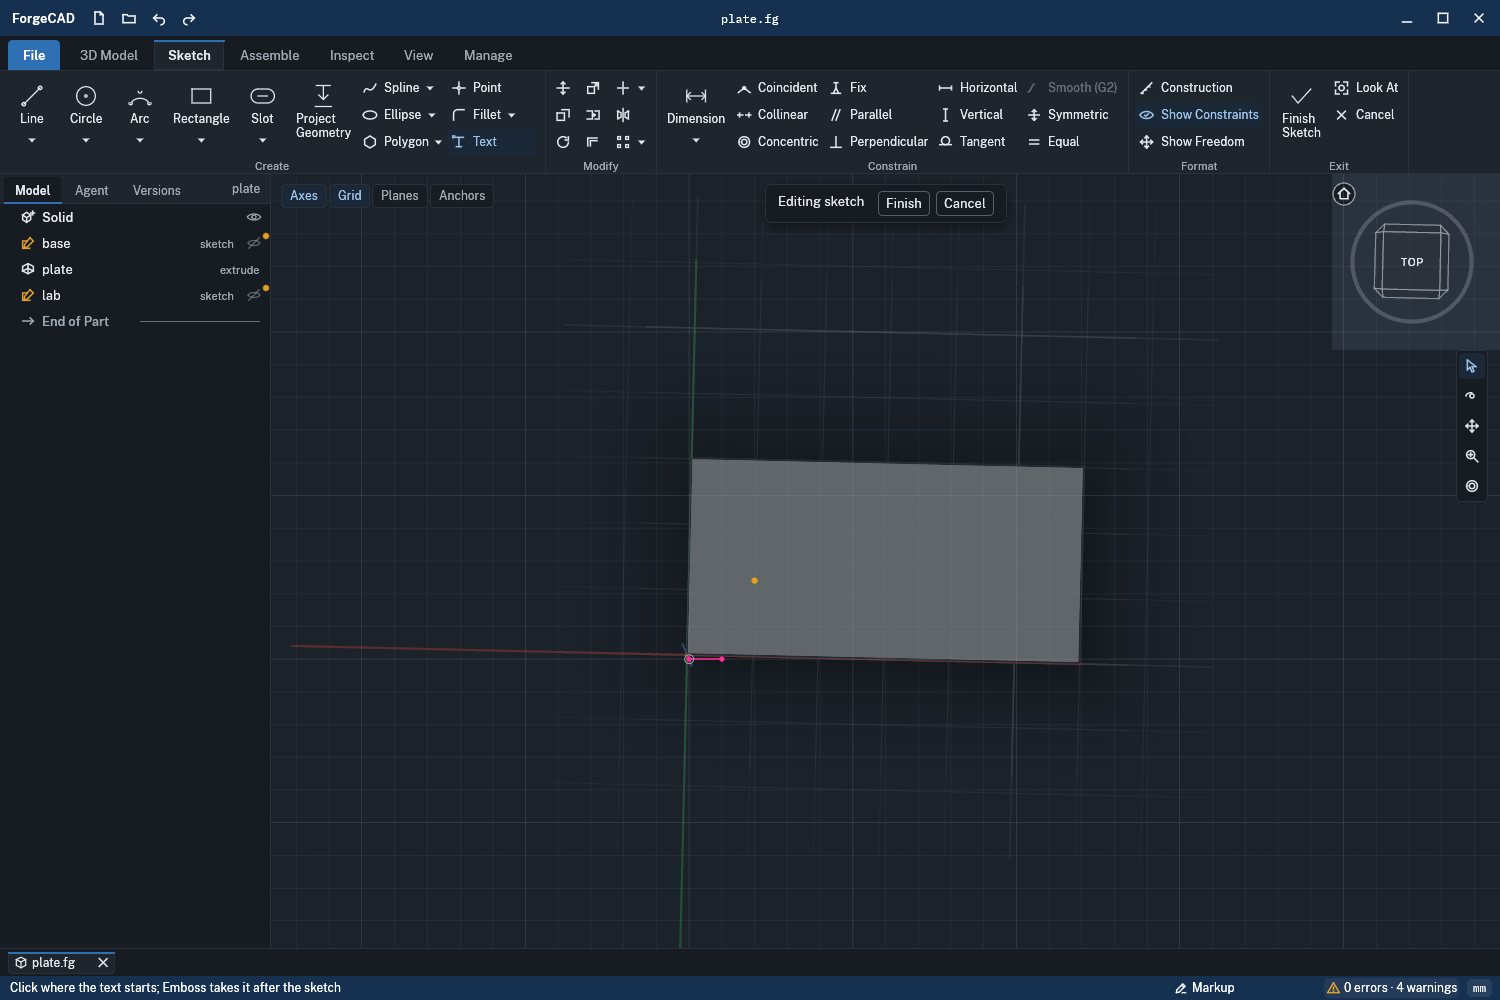 ForgeCAD
plate.fg
File
3D Model
Sketch
Assemble
Inspect
View
Manage
Line
Circle
Arc
Rectangle
Slot
Project
Geometry
Spline
Ellipse
Polygon
Point
Fillet
Text
Create
Modify
Dimension
Coincident
Collinear
Concentric
Fix
Parallel
Perpendicular
Horizontal
Vertical
Tangent
Smooth (G2)
Symmetric
Equal
Constrain
Construction
Show Constraints
Show Freedom
Format
Finish
Sketch
Look At
Cancel
Exit
Model
Agent
Versions
plate
Solid
base
sketch
plate
extrude
lab
sketch
End of Part
Axes
Grid
Planes
Anchors
Editing sketch
Finish
Cancel
TOP
plate.fg
Click where the text starts; Emboss takes it after the sketch
Markup
0 errors · 4 warnings
mm